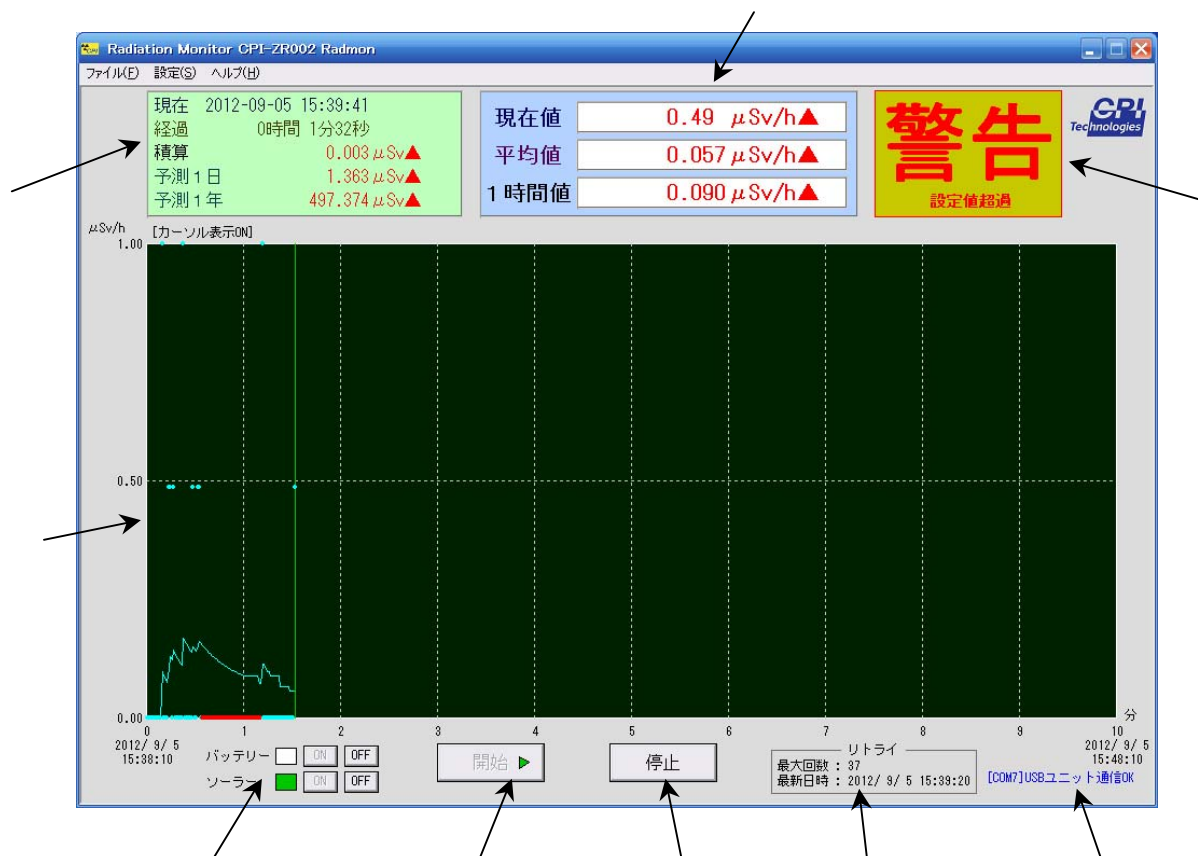 Radiation Monitor CPI-ZR002 Radmon
ファイル(F) 設定(S) ヘルプ(H)
現在 2012-09-05 15:39:41
経過 0時間 1分32秒
積算 0.003 μSv▲
予測1日 1.363 μSv▲
予測1年 497.374 μSv▲
現在値 0.49 μSv/h▲
平均値 0.057 μSv/h▲
1時間値 0.090 μSv/h▲
警告
設定値超過
CPI
Technologies
μSv/h [カーソル表示ON]
1.00
0.50
0.00
0 1 2 3 4 5 6 7 8 9 10 分
2012/ 9/ 5
15:38:10
2012/ 9/ 5
15:48:10
バッテリー ON OFF
ソーラー ON OFF
開始 ▶
停止
リトライ
最大回数 : 37
最新日時 : 2012/ 9/ 5 15:39:20
[COM7]USBユニット通信OK